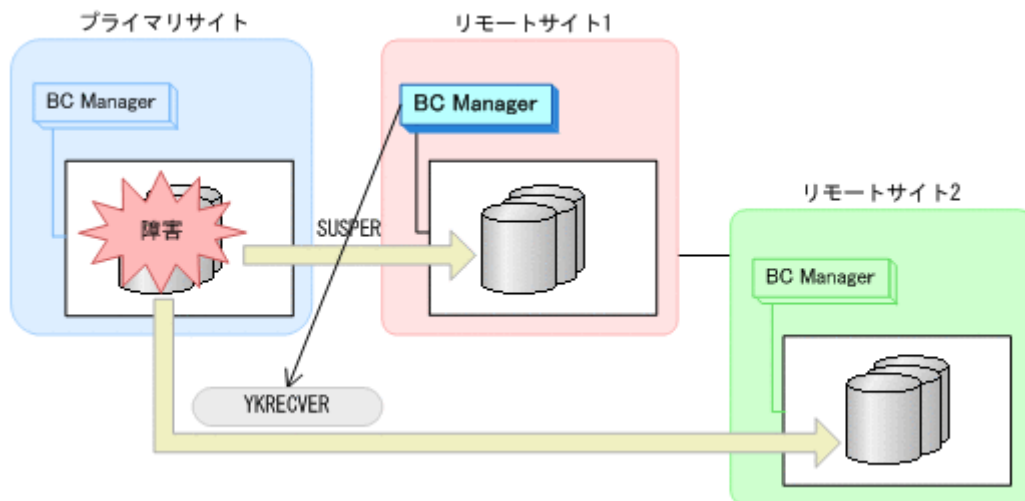 プライマリサイト
リモートサイト1
BC Manager
BC Manager
障害
SUSPER
リモートサイト2
BC Manager
YKRECVER